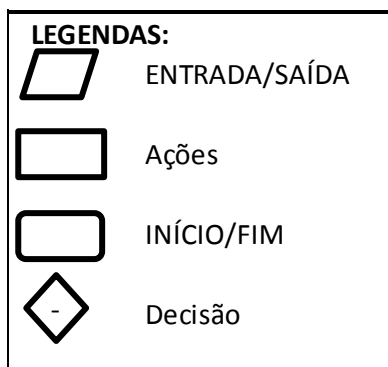 LEGENDAS:
ENTRADA/SAÍDA
Ações
INÍCIO/FIM
-
Decisão